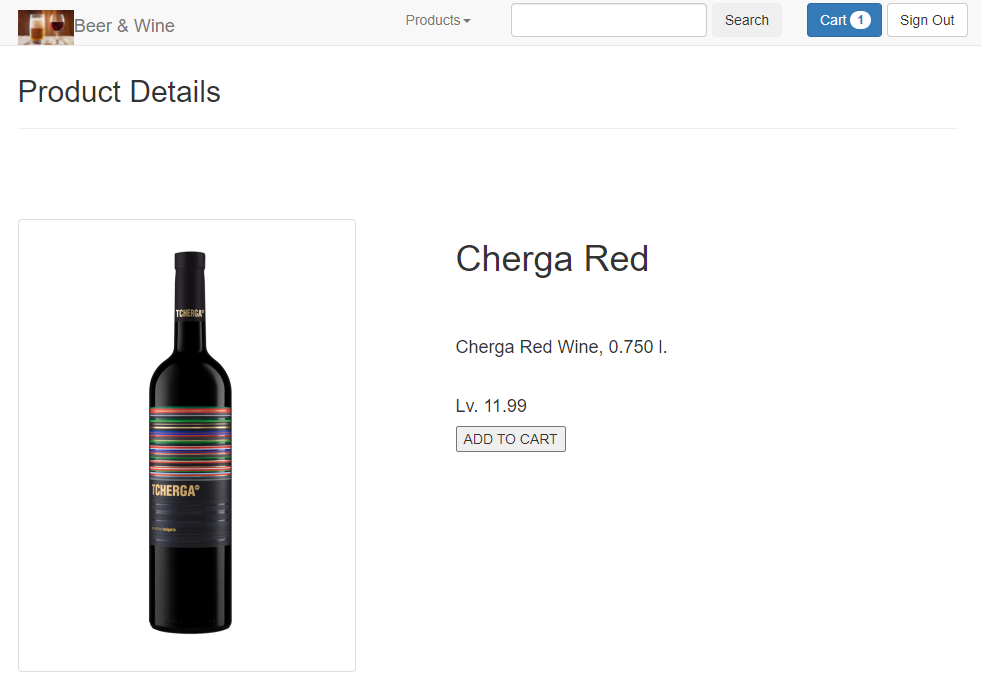 Beer & Wine
Products
Search
Cart 1
Sign Out
Product Details
TCHERGA
TCHERGA
Cherga Red
Cherga Red Wine, 0.750 l.
Lv. 11.99
ADD TO CART